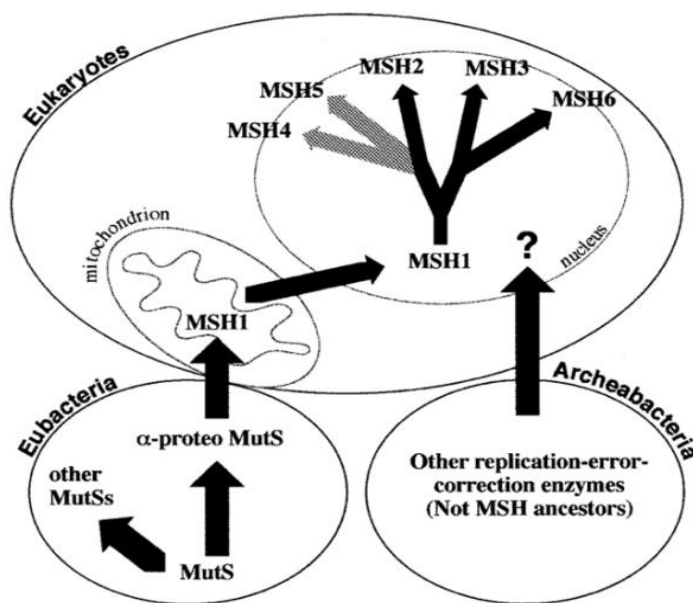 Eukaryotes
MSH2
MSH3
MSH5
MSH6
MSH4
mitochondrion
nucleus
?
MSH1
MSH1
Eubacteria
Archeabacteria
α-proteo MutS
other
MutSs
MutS
Other replication-error-
correction enzymes
(Not MSH ancestors)